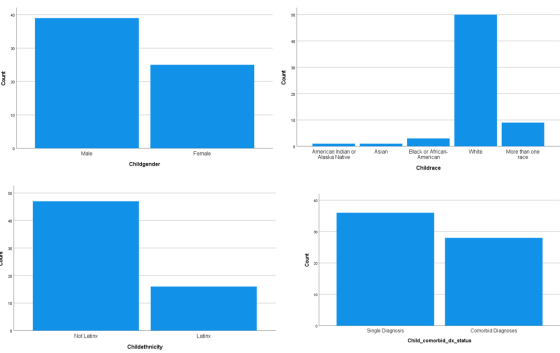 40
30
20
10
0
Count
Male
Female
Childgender
50
40
30
20
10
0
Count
American Indian or
Alaska Native
Asian
Black or African-
American
White
More than one
race
Childrace
50
40
30
20
10
0
Count
Not Latinx
Latinx
Childethnicity
40
30
20
10
0
Count
Single Diagnosis
Comorbid Diagnoses
Child_comorbid_dx_status